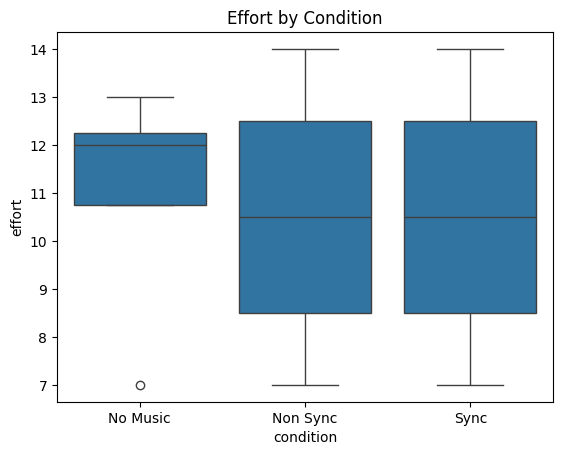 Effort by Condition
14
13
12
11
10
9
8
7
effort
No Music
Non Sync
Sync
condition